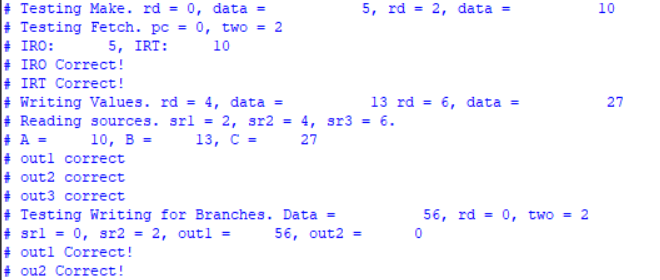 # Testing Make. rd = 0, data =            5, rd = 2, data =           10
# Testing Fetch. pc = 0, two = 2
# IRO:      5, IRT:     10
# IRO Correct!
# IRT Correct!
# Writing Values. rd = 4, data =           13 rd = 6, data =           27
# Reading sources. sr1 = 2, sr2 = 4, sr3 = 6.
# A =     10, B =     13, C =     27
# out1 correct
# out2 correct
# out3 correct
# Testing Writing for Branches. Data =           56, rd = 0, two = 2
# sr1 = 0, sr2 = 2, out1 =     56, out2 =      0
# out1 Correct!
# ou2 Correct!